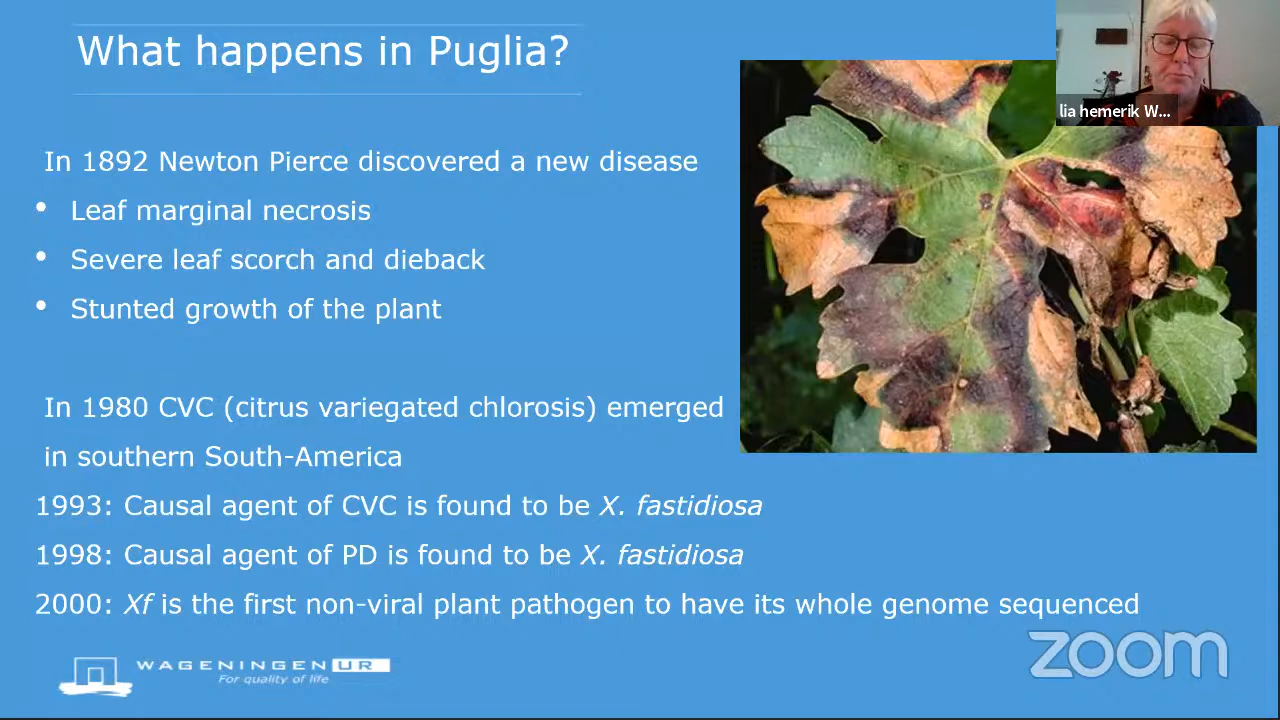 What happens in Puglia?
lia hemerik W...
In 1892 Newton Pierce discovered a new disease
• Leaf marginal necrosis
• Severe leaf scorch and dieback
• Stunted growth of the plant
In 1980 CVC (citrus variegated chlorosis) emerged
in southern South-America
1993: Causal agent of CVC is found to be X. fastidiosa
1998: Causal agent of PD is found to be X. fastidiosa
2000: Xf is the first non-viral plant pathogen to have its whole genome sequenced
WAGENINGEN UR
For quality of life
zoom